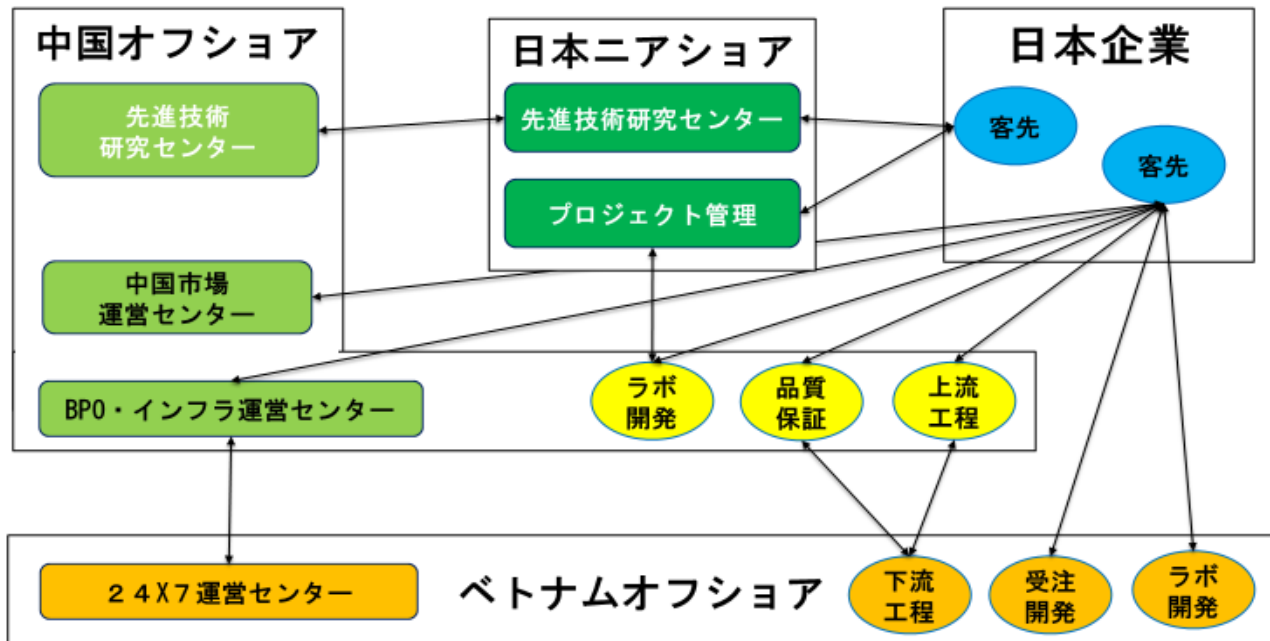 中国オフショア
先進技術
研究センター
中国市場
運営センター
BPO・インフラ運営センター
日本ニアショア
先進技術研究センター
プロジェクト管理
日本企業
客先
客先
ラボ
開発
品質
保証
上流
工程
24X7運営センター
ベトナムオフショア
下流
工程
受注
開発
ラボ
開発